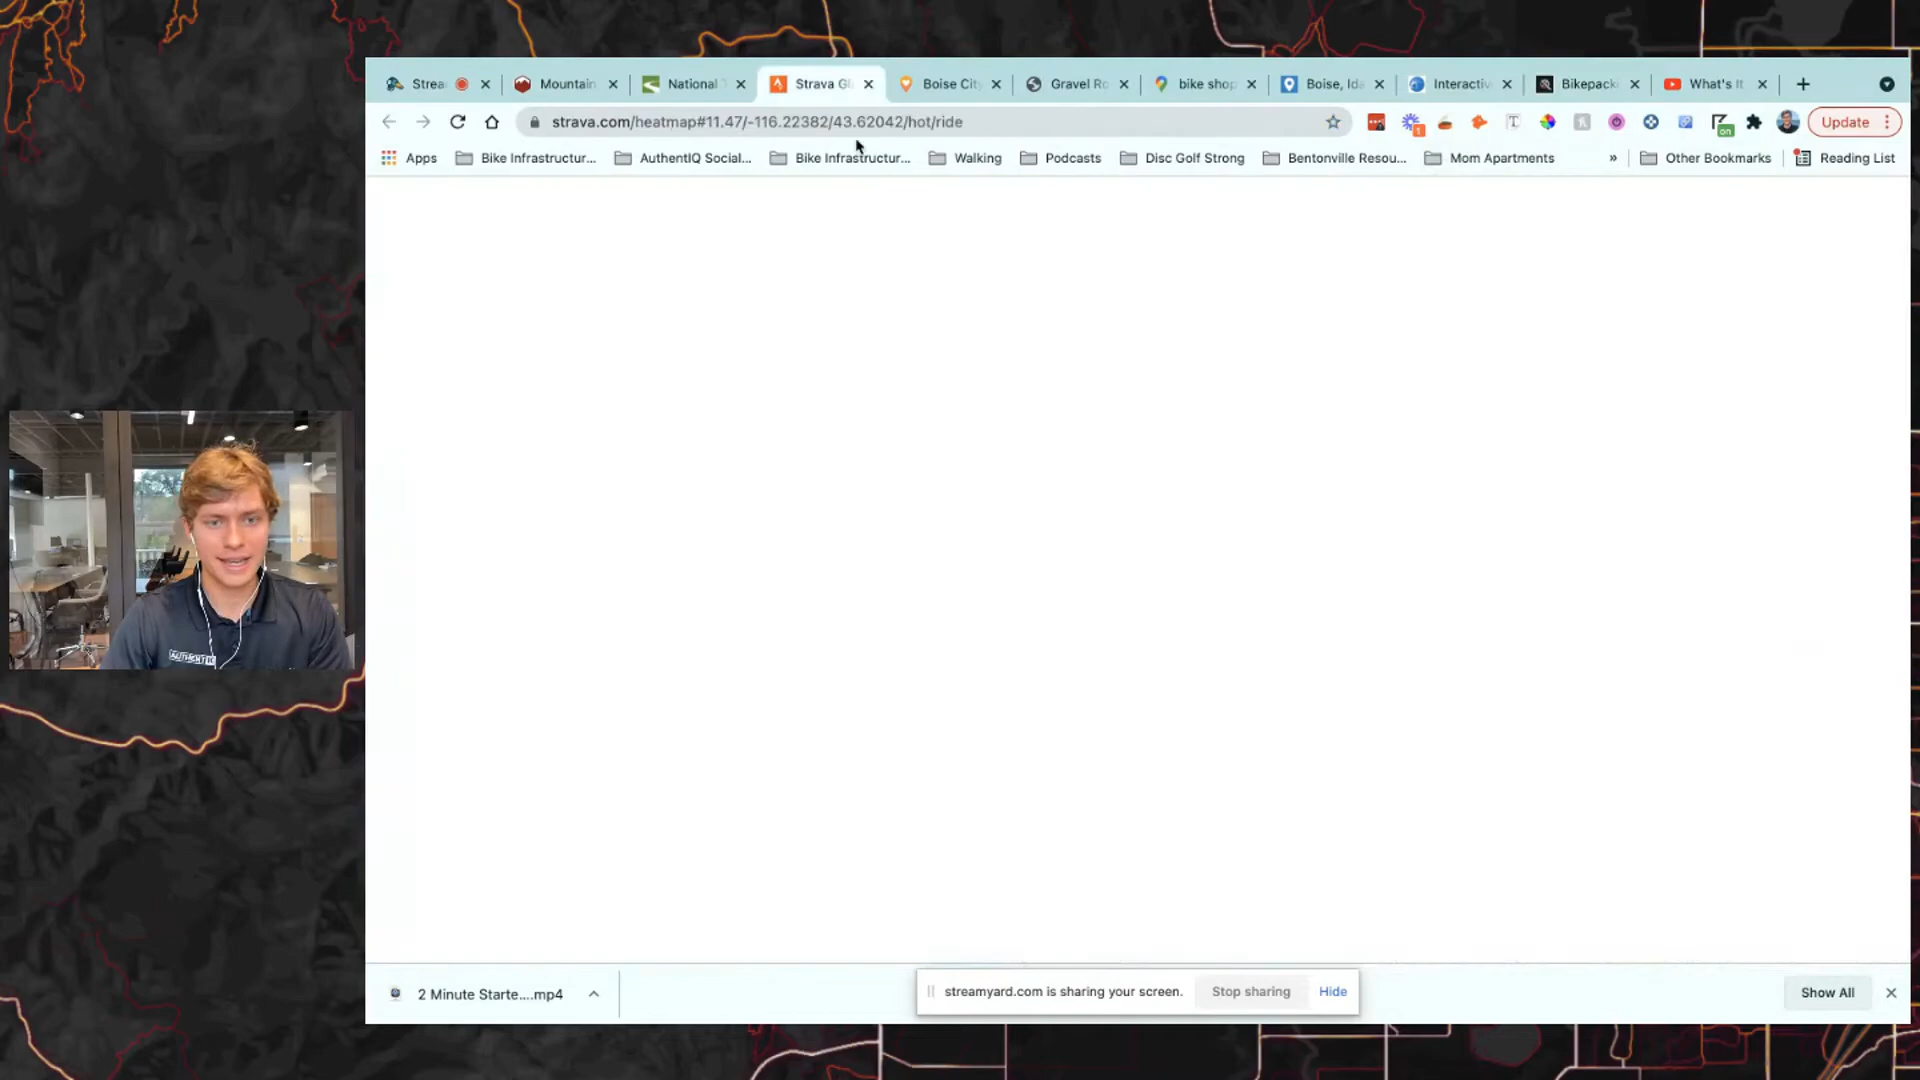 Strea
Mountain
National T
Strava Gl
Boise City
Gravel Ro
bike shop
Boise, Ida
Interactiv
Bikepack
What's It
strava.com/heatmap#11.47/-116.22382/43.62042/hot/ride
1
on
Update
Apps
Bike Infrastructur...
AuthentIQ Social...
Bike Infrastructur...
Walking
Podcasts
Disc Golf Strong
Bentonville Resou...
Mom Apartments
»
Other Bookmarks
Reading List
AUTHENTIQ
2 Minute Starte....mp4
streamyard.com is sharing your screen.
Stop sharing
Hide
Show All